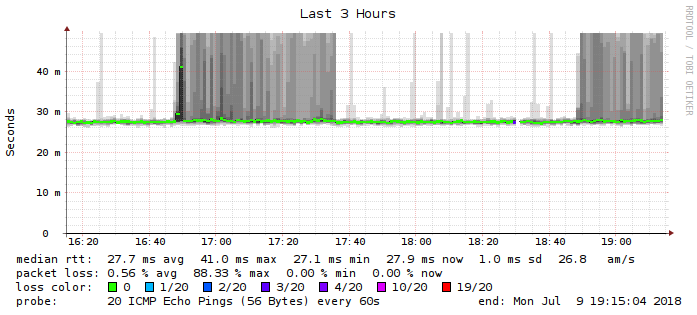 Last 3 Hours
RRDTOOL / TOBI OETIKER
Seconds
40 m
30 m
20 m
10 m
0
16:20 16:40 17:00 17:20 17:40 18:00 18:20 18:40 19:00
median rtt: 27.7 ms avg 41.0 ms max 27.1 ms min 27.9 ms now 1.0 ms sd 26.8 am/s
packet loss: 0.56 % avg 88.33 % max 0.00 % min 0.00 % now
loss color: 0 1/20 2/20 3/20 4/20 10/20 19/20
probe: 20 ICMP Echo Pings (56 Bytes) every 60s end: Mon Jul 9 19:15:04 2018